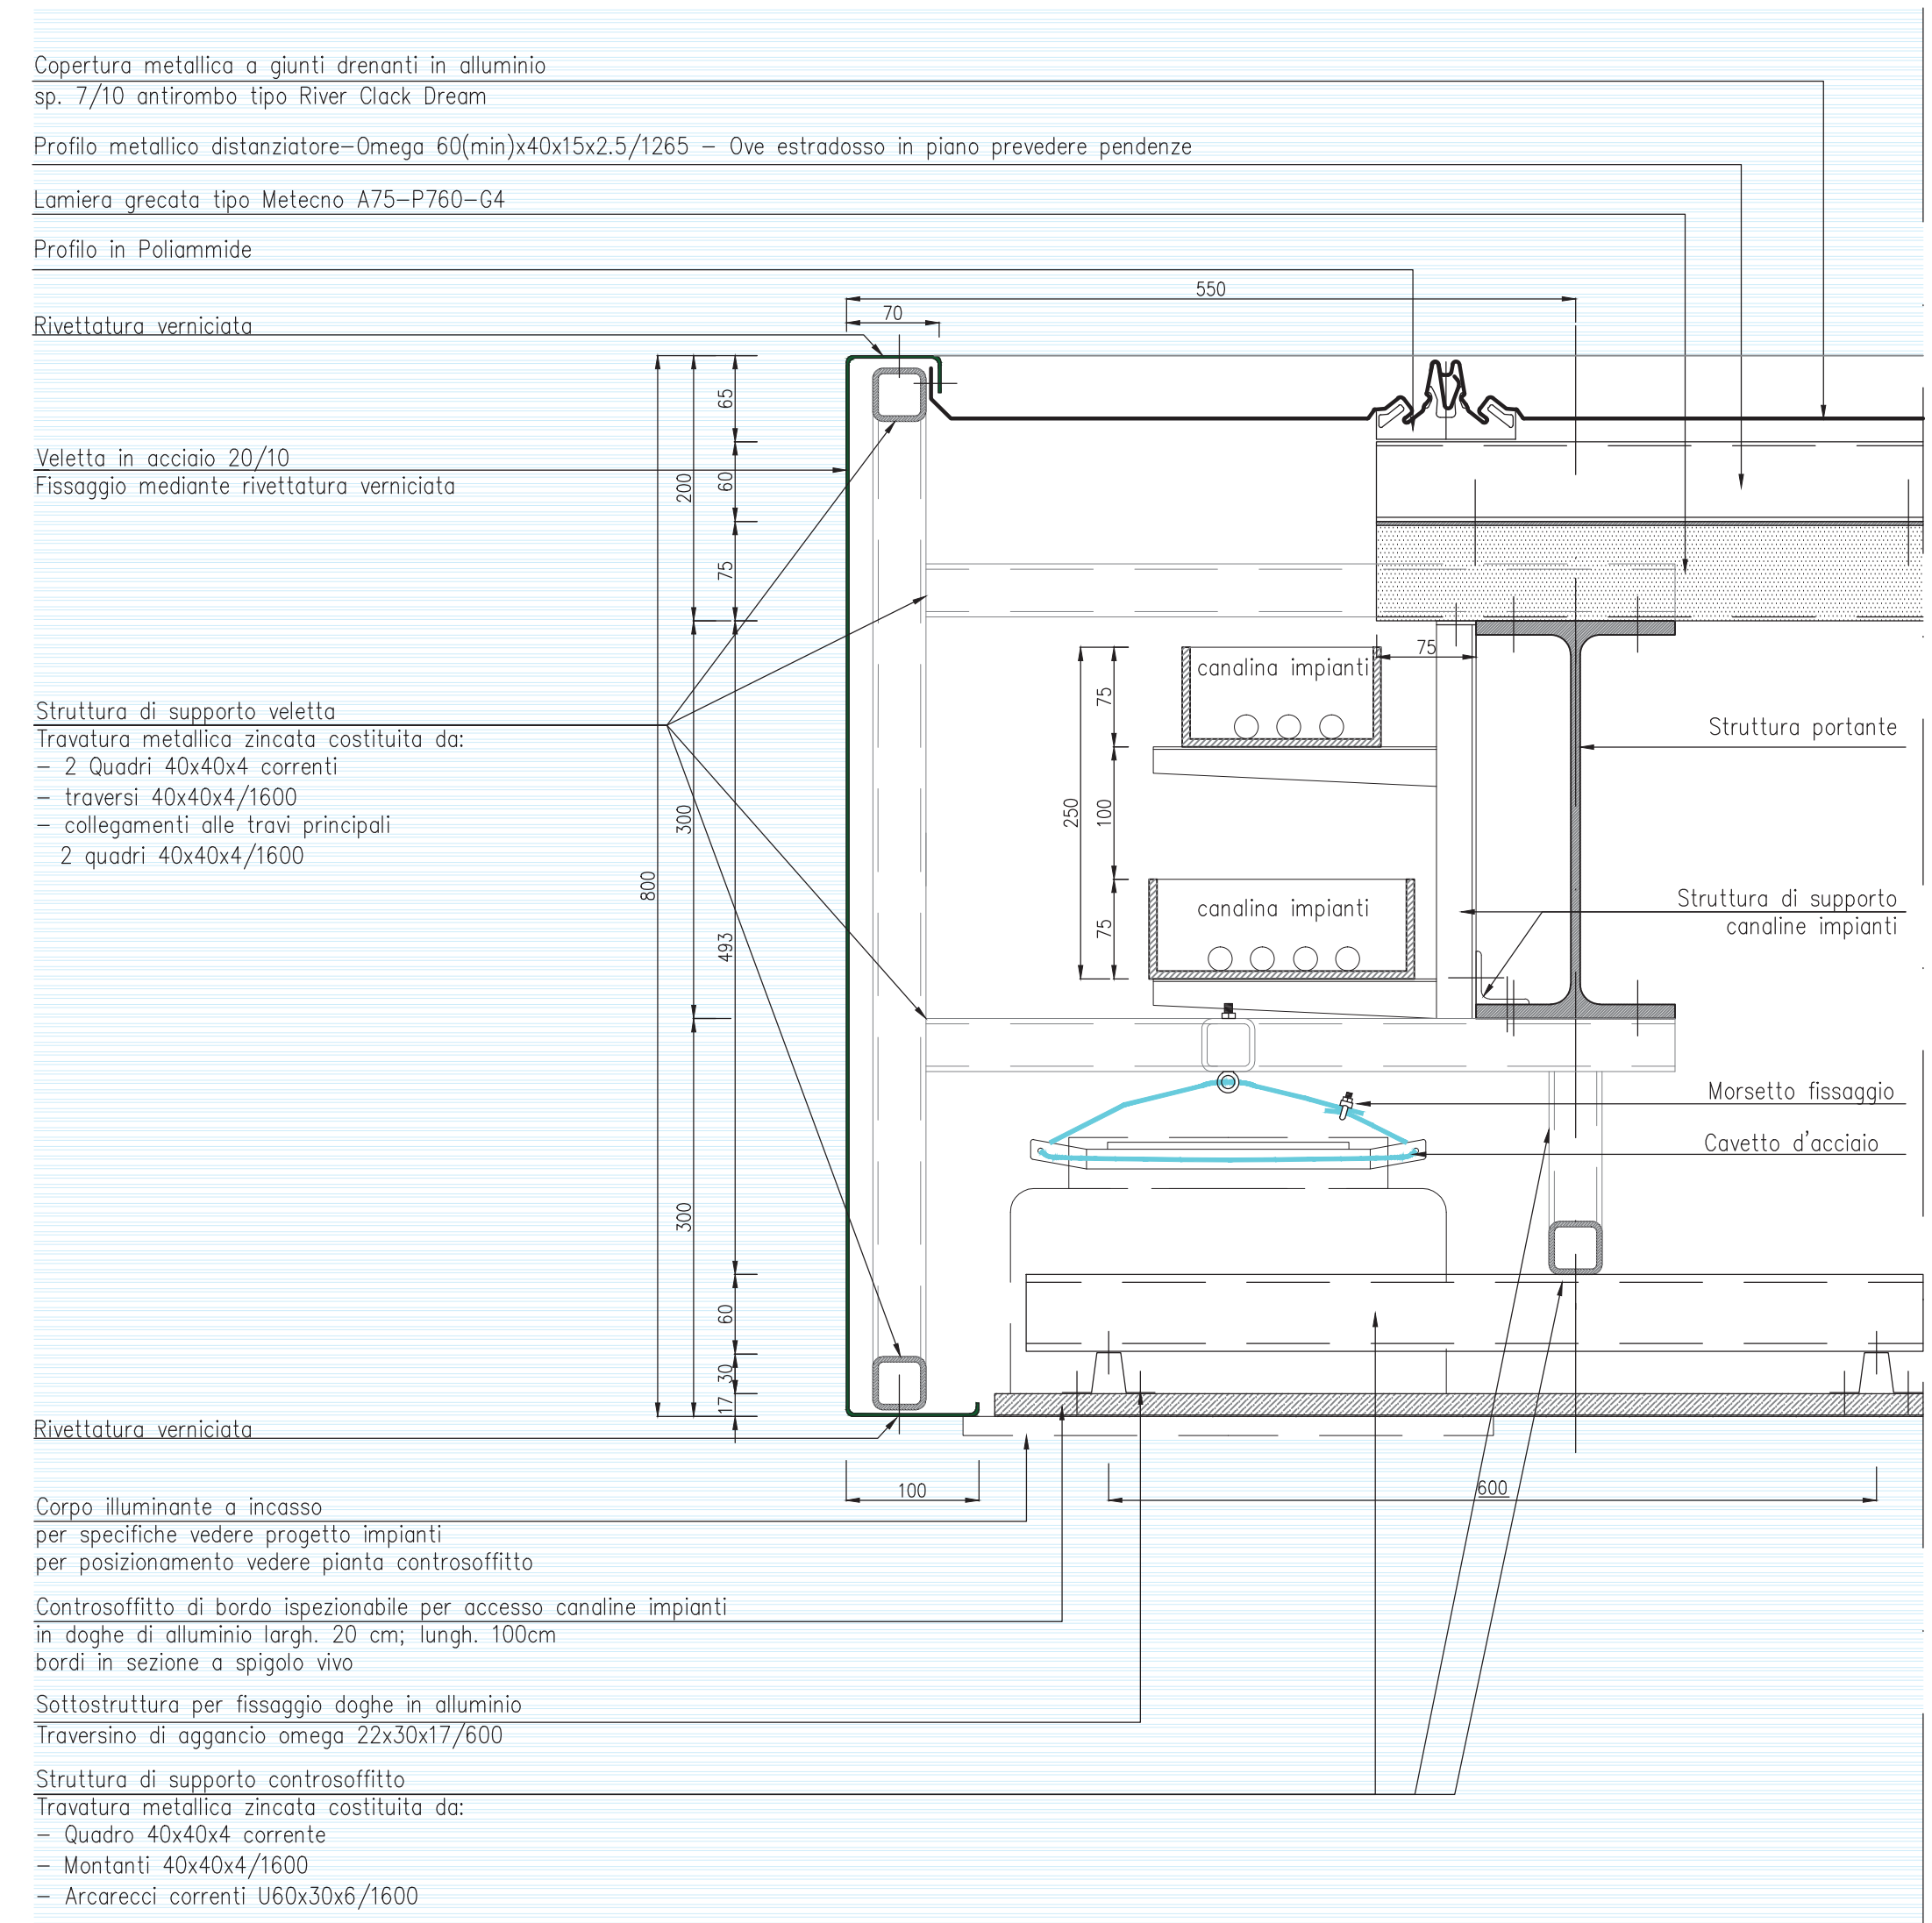 Copertura metallica a giunti drenanti in alluminio
sp. 7/10 antirombo tipo River Clack Dream
Profilo metallico distanziatore-Omega 60(min)x40x15x2.5/1265 - Ove estradosso in piano prevedere pendenze
Lamiera grecata tipo Metecno A75-P760-G4
Profilo in Poliammide
550
70
Rivettatura verniciata
65
Veletta in acciaio 20/10
Fissaggio mediante rivettatura verniciata
200
60
75
75
canalina impianti
75
Struttura di supporto veletta
Travatura metallica zincata costituita da:
- 2 Quadri 40x40x4 correnti
- traversi 40x40x4/1600
- collegamenti alle travi principali
2 quadri 40x40x4/1600
Struttura portante
300
250
100
800
493
canalina impianti
75
Struttura di supporto
canaline impianti
Morsetto fissaggio
Cavetto d'acciaio
300
60
30
17
Rivettatura verniciata
100
600
Corpo illuminante a incasso
per specifiche vedere progetto impianti
per posizionamento vedere pianta controsoffitto
Controsoffitto di bordo ispezionabile per accesso canaline impianti
in doghe di alluminio largh. 20 cm; lungh. 100cm
bordi in sezione a spigolo vivo
Sottostruttura per fissaggio doghe in alluminio
Traversino di aggancio omega 22x30x17/600
Struttura di supporto controsoffitto
Travatura metallica zincata costituita da:
- Quadro 40x40x4 corrente
- Montanti 40x40x4/1600
- Arcarecci correnti U60x30x6/1600